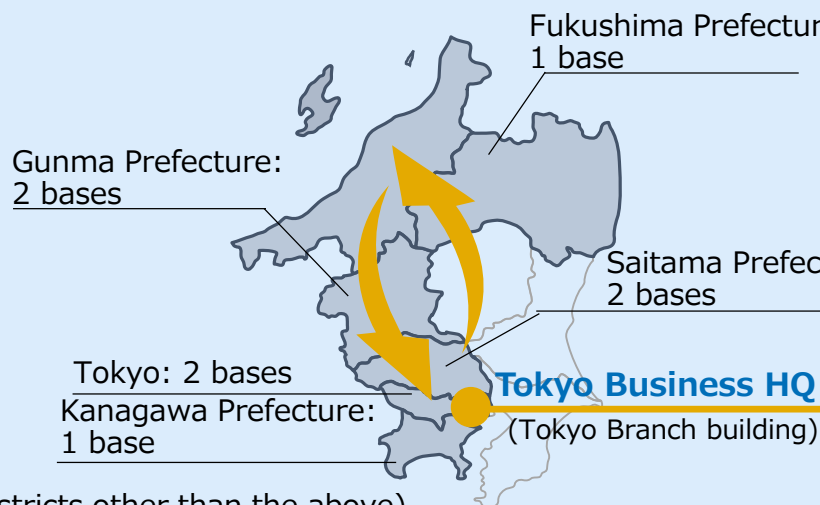 Fukushima Prefectur
1 base
Gunma Prefecture:
2 bases
Saitama Prefec
2 bases
Tokyo: 2 bases
Tokyo Business HQ
Kanagawa Prefecture:
1 base
(Tokyo Branch building)
stricts other than the above)